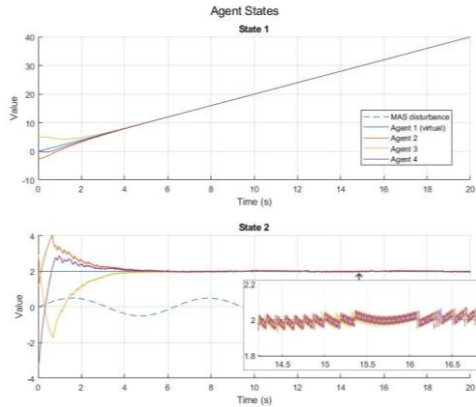 Agent States
State 1
40
30
20
10
0
-10
Value
0 2 4 6 8 10 12 14 16 18 20
Time (s)
MAS disturbance
Agent 1 (virtual)
Agent 2
Agent 3
Agent 4
State 2
4
2
0
-2
-4
Value
0 2 4 6 8 10 12 14 16 18 20
Time (s)
2.2
2
1.8
14.5 15 15.5 16 16.5